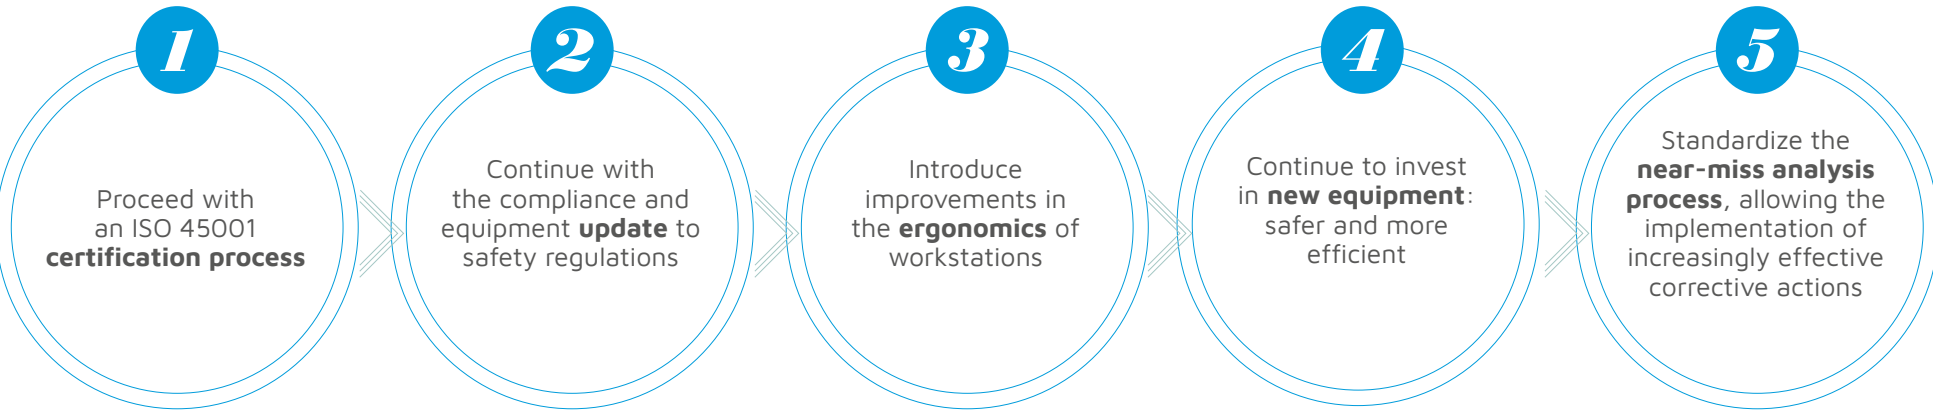 1
Proceed with
an ISO 45001
certification process
2
Continue with
the compliance and
equipment update to
safety regulations
3
Introduce
improvements in
the ergonomics of
workstations
4
Continue to invest
in new equipment:
safer and more
efficient
5
Standardize the
near-miss analysis
process, allowing the
implementation of
increasingly effective
corrective actions